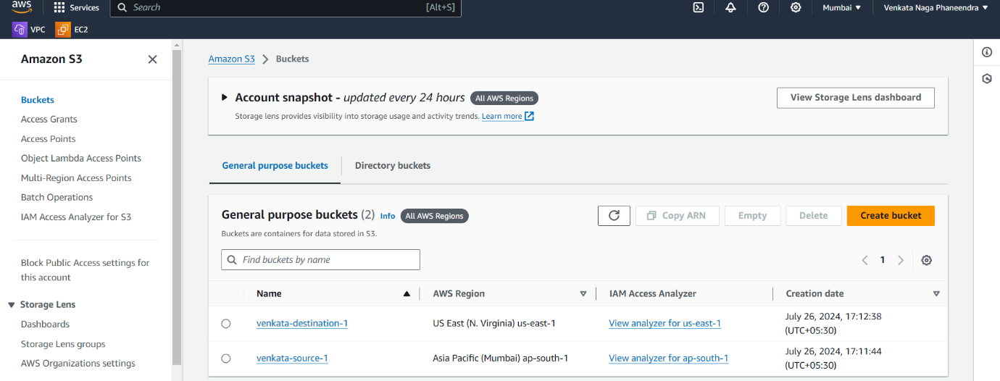 aws
Services
Search
[Alt+S]
Mumbai
Venkata Naga Phaneendra
VPC
EC2
Amazon S3
Buckets
Access Grants
Access Points
Object Lambda Access Points
Multi-Region Access Points
Batch Operations
IAM Access Analyzer for S3
Block Public Access settings for
this account
Storage Lens
Dashboards
Storage Lens groups
AWS Organizations settings
Amazon S3 > Buckets
Account snapshot - updated every 24 hours All AWS Regions
View Storage Lens dashboard
Storage lens provides visibility into storage usage and activity trends. Learn more
General purpose buckets
Directory buckets
General purpose buckets (2) Info All AWS Regions
Copy ARN
Empty
Delete
Create bucket
Buckets are containers for data stored in S3.
Find buckets by name
1
Name AWS Region IAM Access Analyzer Creation date
venkata-destination-1 US East (N. Virginia) us-east-1 View analyzer for us-east-1 July 26, 2024, 17:12:38
(UTC+05:30)
venkata-source-1 Asia Pacific (Mumbai) ap-south-1 View analyzer for ap-south-1 July 26, 2024, 17:11:44
(UTC+05:30)